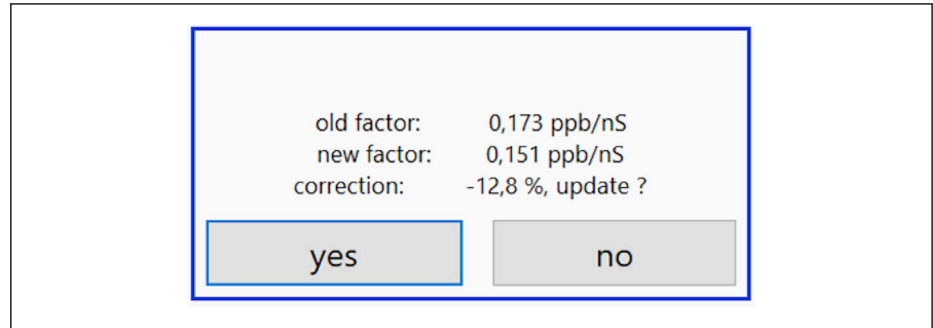 old factor: 0,173 ppb/nS
new factor: 0,151 ppb/nS
correction: -12,8 %, update ?
yes no